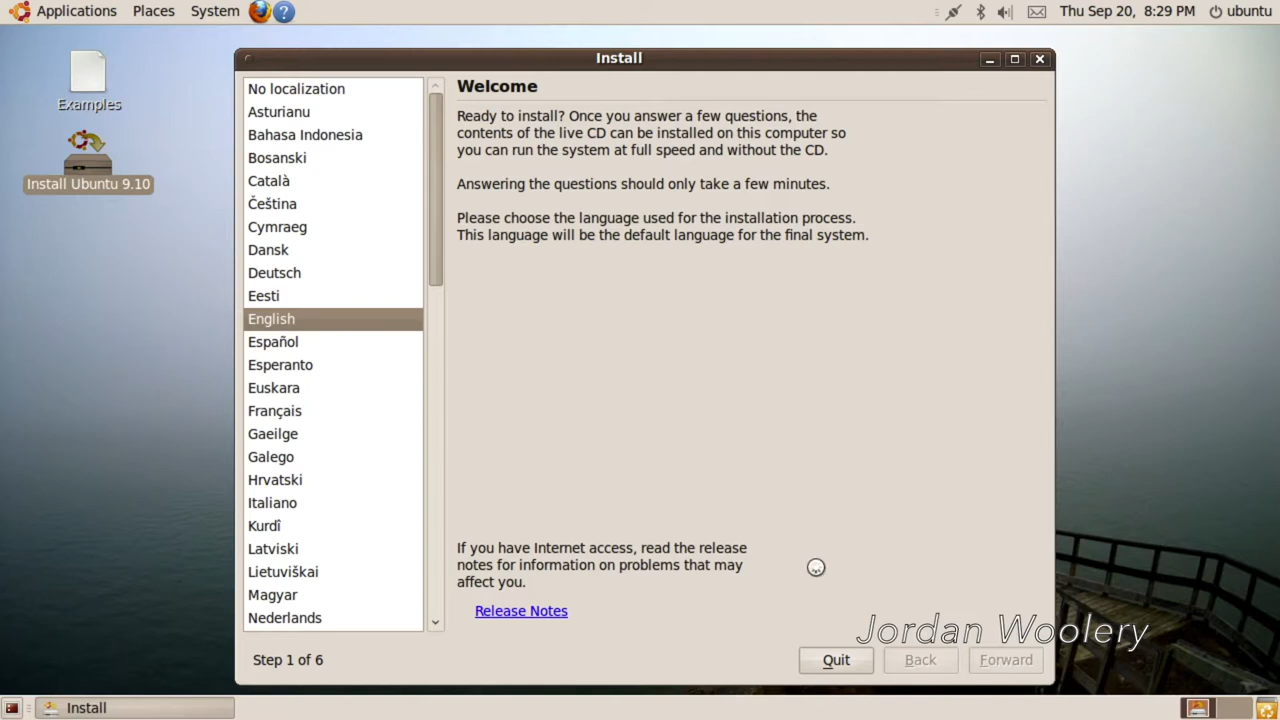 Applications Places System
Thu Sep 20, 8:29 PM ubuntu
Examples
Install Ubuntu 9.10
Install
No localization
Asturianu
Bahasa Indonesia
Bosanski
Català
Čeština
Cymraeg
Dansk
Deutsch
Eesti
English
Español
Esperanto
Euskara
Français
Gaeilge
Galego
Hrvatski
Italiano
Kurdî
Latviski
Lietuviškai
Magyar
Nederlands
Welcome
Ready to install? Once you answer a few questions, the
contents of the live CD can be installed on this computer so
you can run the system at full speed and without the CD.
Answering the questions should only take a few minutes.
Please choose the language used for the installation process.
This language will be the default language for the final system.
If you have Internet access, read the release
notes for information on problems that may
affect you.
Release Notes
Jordan Woolery
Step 1 of 6
Quit Back Forward
Install